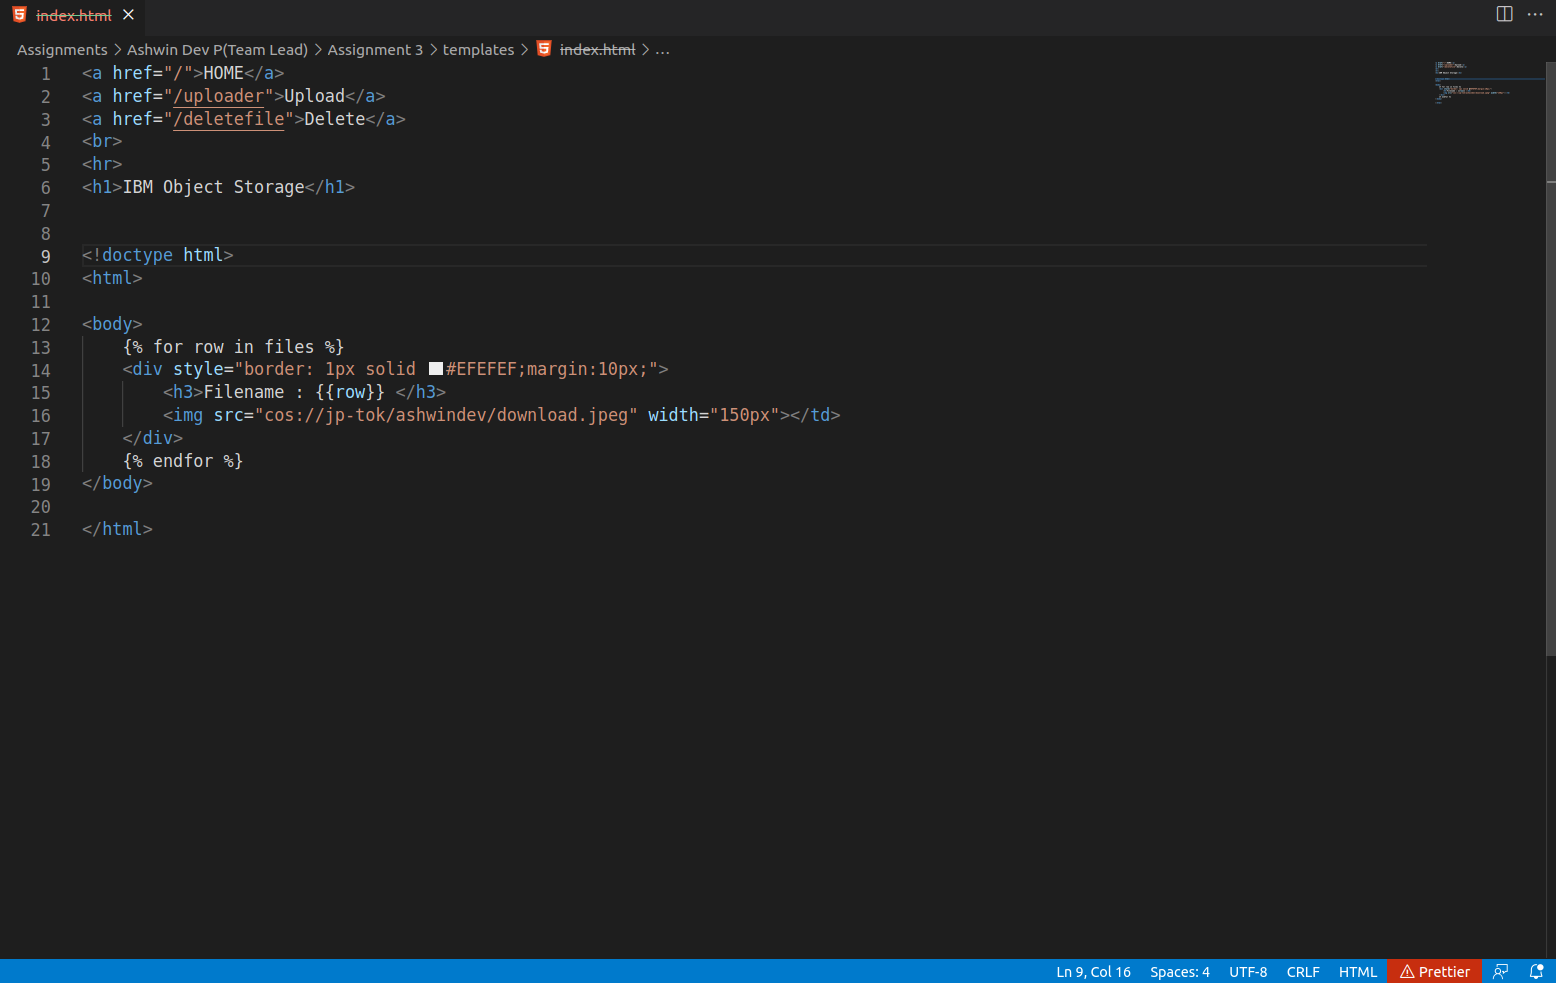 index.html
Assignments > Ashwin Dev P(Team Lead) > Assignment 3 > templates > index.html > ...
1 <a href="/">HOME</a>
2 <a href="/uploader">Upload</a>
3 <a href="/deletefile">Delete</a>
4 <br>
5 <hr>
6 <h1>IBM Object Storage</h1>
7
8
9 <!doctype html>
10 <html>
11
12 <body>
13     {% for row in files %}
14     <div style="border: 1px solid #EFEFEF;margin:10px;">
15         <h3>Filename : {{row}} </h3>
16         <img src="cos://jp-tok/ashwindev/download.jpeg" width="150px"></td>
17     </div>
18     {% endfor %}
19 </body>
20
21 </html>
Ln 9, Col 16 Spaces: 4 UTF-8 CRLF HTML Prettier